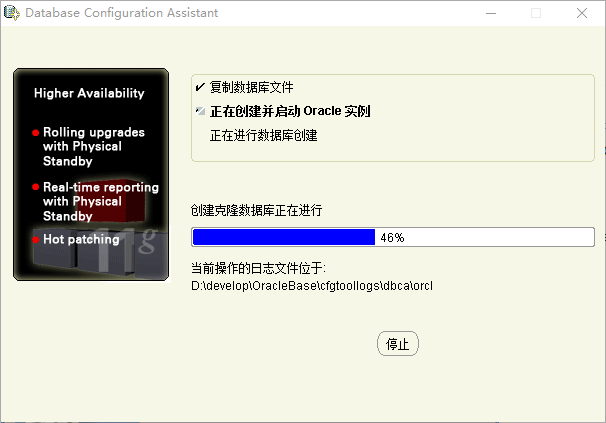 Database Configuration Assistant
Higher Availability
Rolling upgrades
with Physical
Standby
Real-time reporting
with Physical
Standby
Hot patching
11g
复制数据库文件
正在创建并启动 Oracle 实例
正在进行数据库创建
创建克隆数据库正在进行
46%
当前操作的日志文件位于:
D:\develop\OracleBase\cfgtoollogs\dbca\orcl
停止